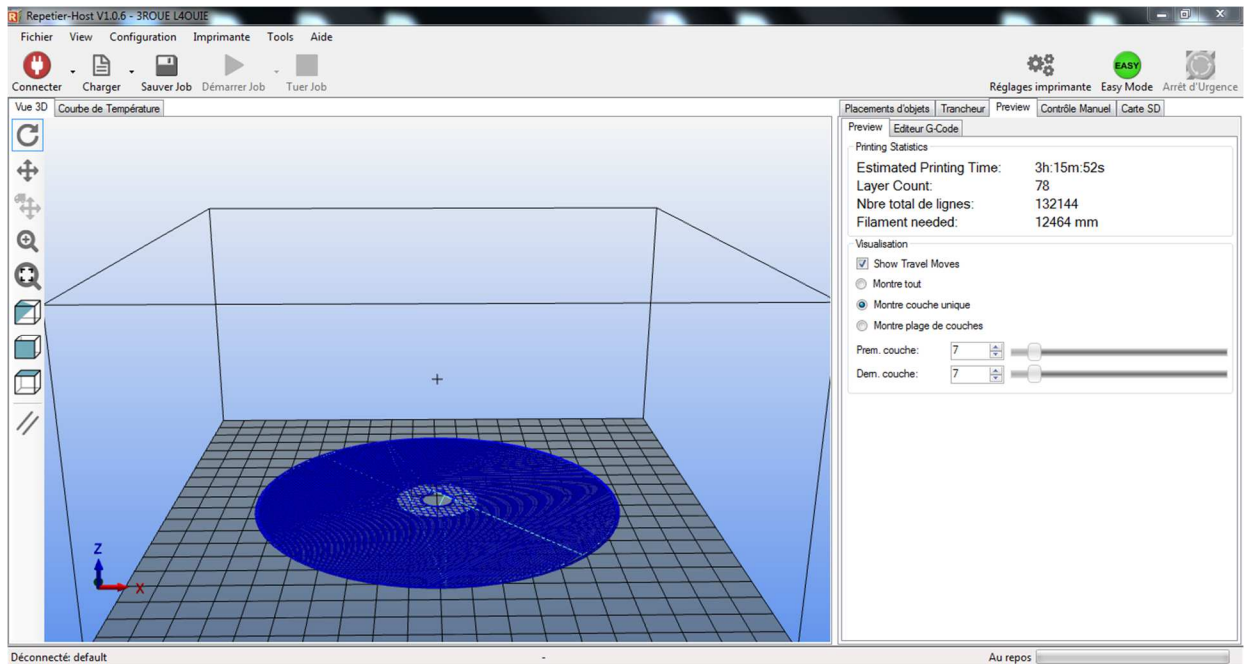 Repetier-Host V1.0.6 - 3ROUE L4OUIE
Fichier View Configuration Imprimante Tools Aide
Connecter Charger Sauver Job Démarrer Job Tuer Job Réglages imprimante Easy Mode Arrêt d'Urgence
EASY
Vue 3D Courbe de Température
Placements d'objets Trancheur Preview Contrôle Manuel Carte SD
Preview Editeur G-Code
Printing Statistics
Estimated Printing Time: 3h:15m:52s
Layer Count: 78
Nbre total de lignes: 132144
Filament needed: 12464 mm
Visualisation
Show Travel Moves
Montre tout
Montre couche unique
Montre plage de couches
Prem. couche: 7
Dern. couche: 7
Z
X
Déconnecté: default - Au repos